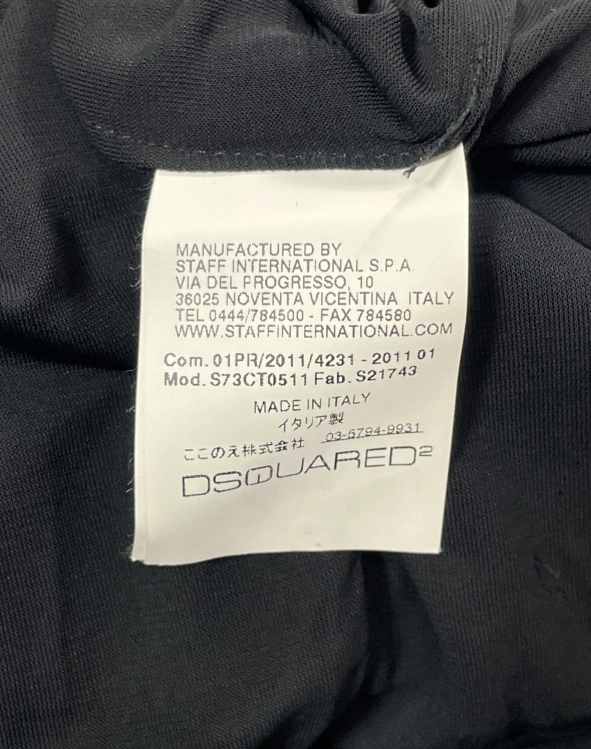 MANUFACTURED BY
STAFF INTERNATIONAL S.P.A.
VIA DEL PROGRESSO, 10
36025 NOVENTA VICENTINA ITALY
TEL 0444/784500 - FAX 784580
WWW.STAFFINTERNATIONAL.COM
Com. 01PR/2011/4231 - 2011 01
Mod. S73CT0511 Fab. S21743
MADE IN ITALY
イタリア製
ここのえ株式会社 03-5794-9931
DSQUARED2